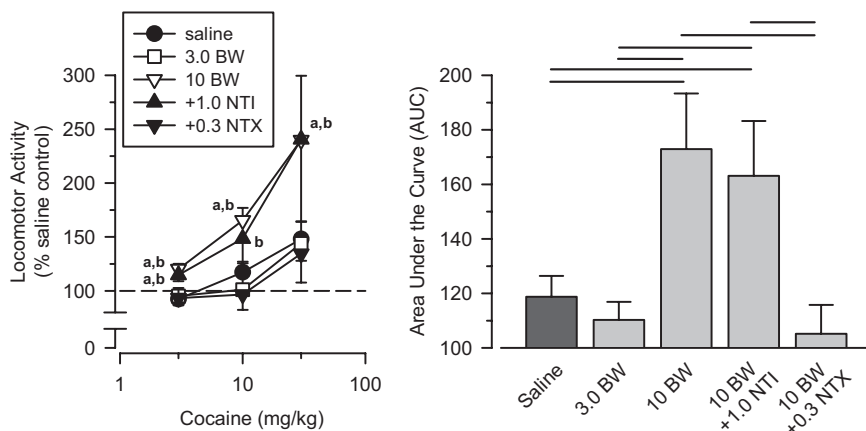 saline
3.0 BW
10 BW
+1.0 NTI
+0.3 NTX
Locomotor Activity
(% saline control)
300
250
200
150
100
0
a,b
a,b
b
a,b
a,b
1
10
100
Cocaine (mg/kg)
Area Under the Curve (AUC)
200
180
160
140
120
100
Saline
3.0 BW
10 BW
10 BW
+1.0 NTI
10 BW
+0.3 NTX